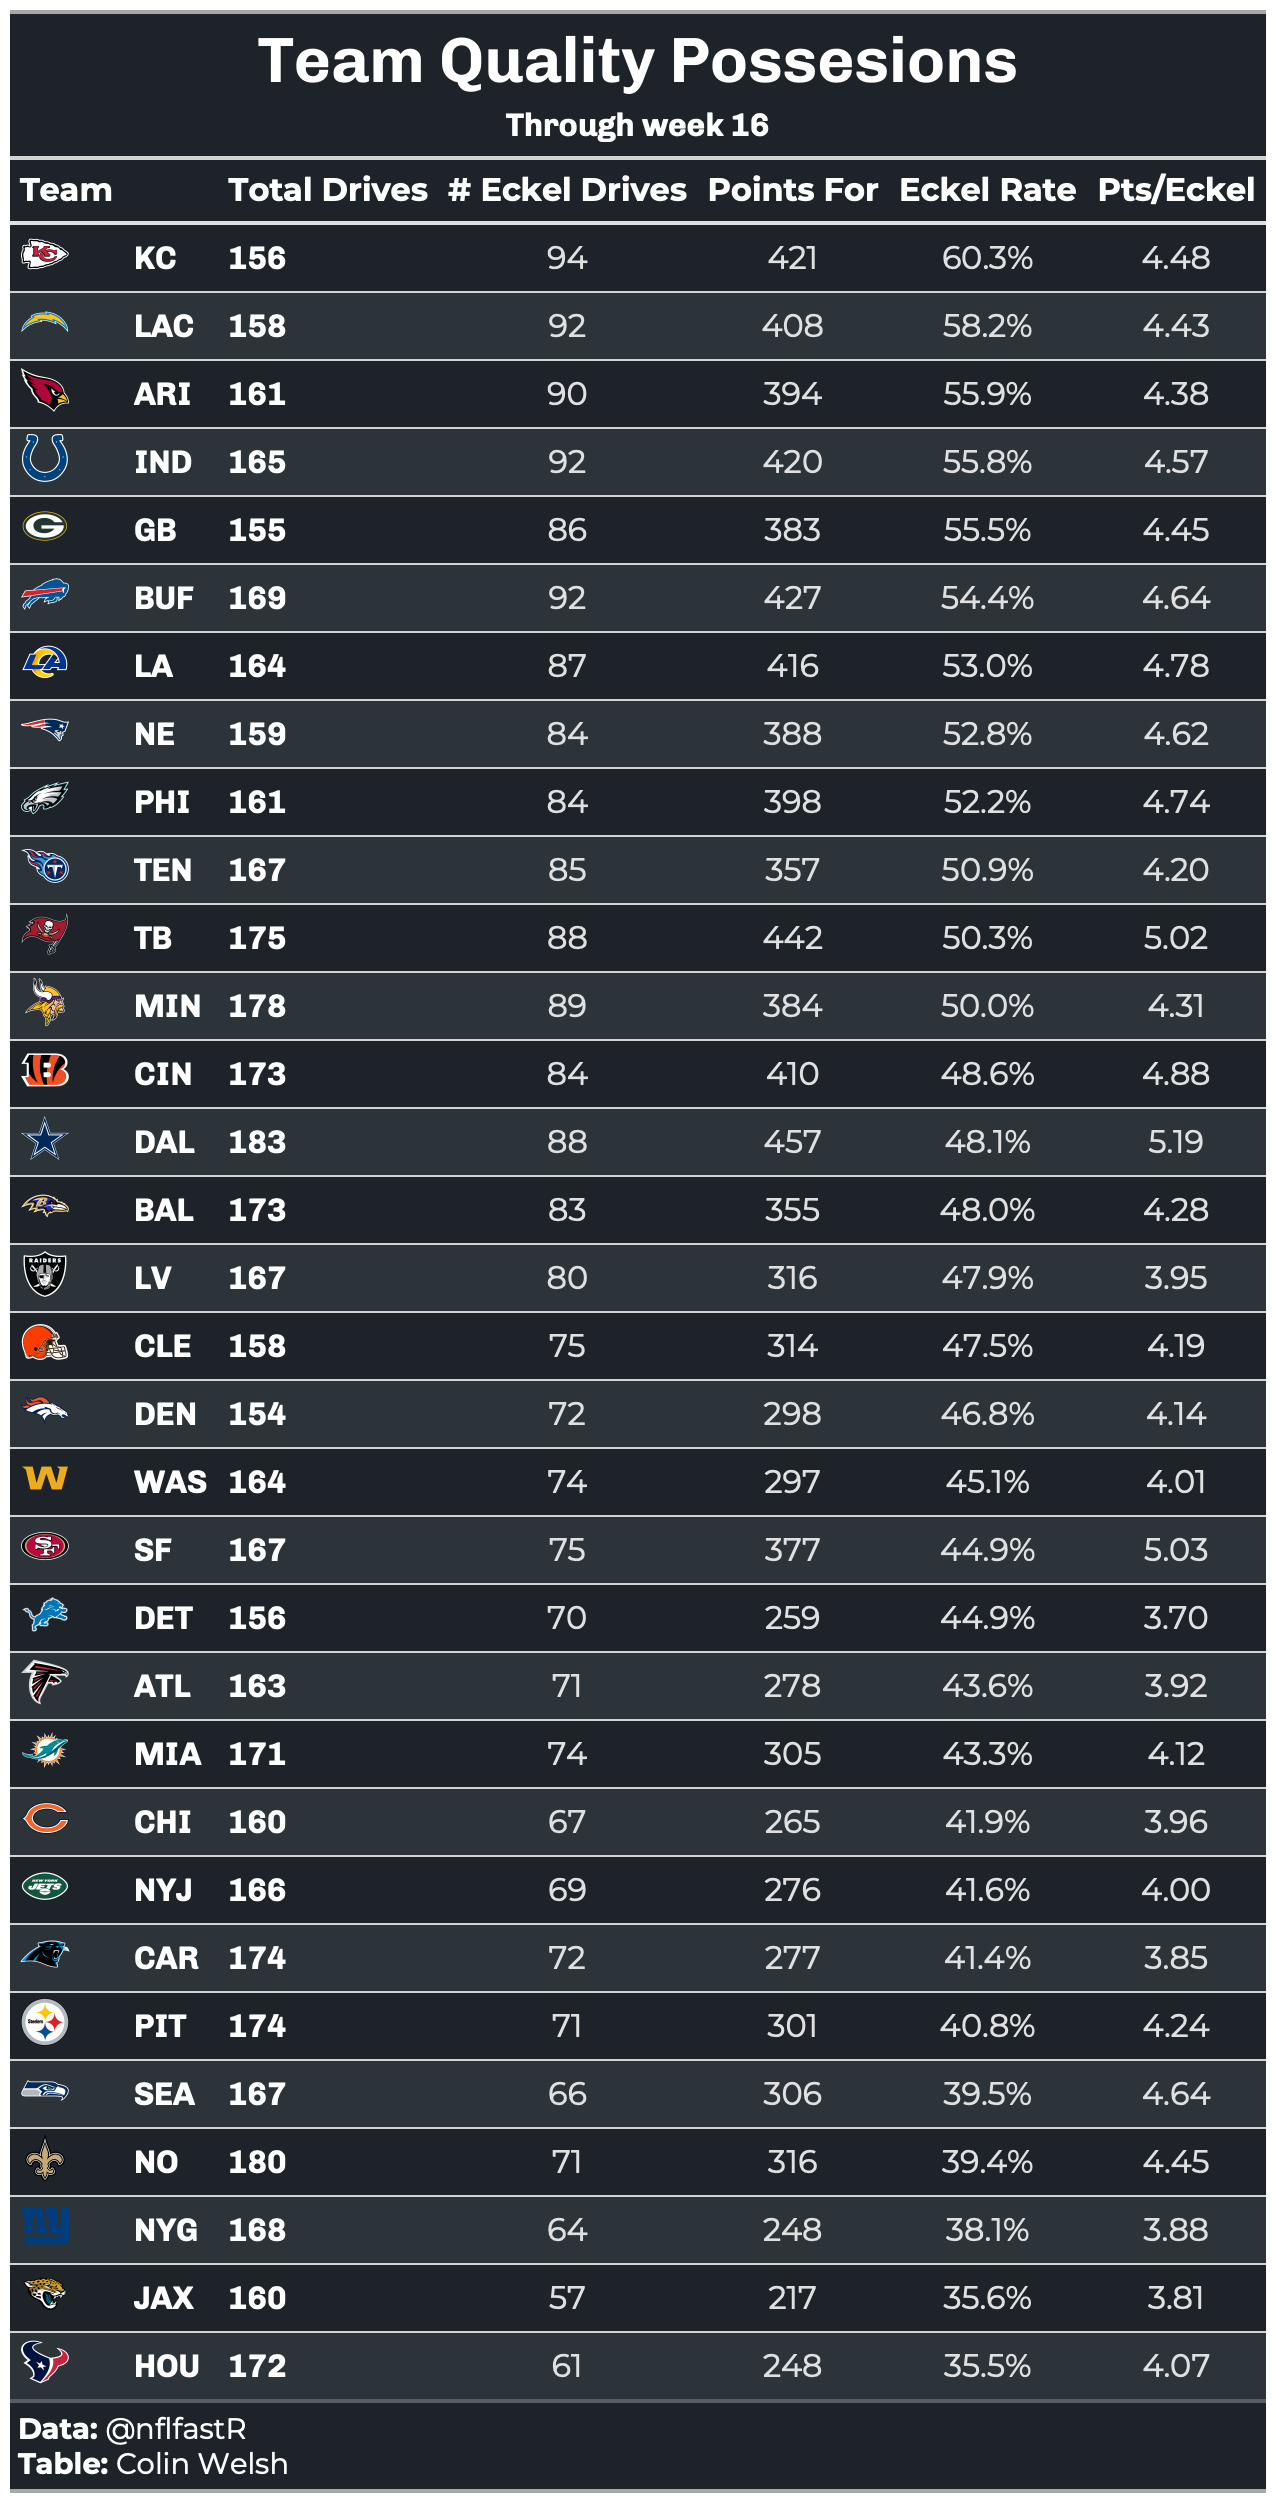 Team Quality Possesions
Through week 16
Team Total Drives # Eckel Drives Points For Eckel Rate Pts/Eckel
KC 156 94 421 60.3% 4.48
LAC 158 92 408 58.2% 4.43
ARI 161 90 394 55.9% 4.38
IND 165 92 420 55.8% 4.57
GB 155 86 383 55.5% 4.45
BUF 169 92 427 54.4% 4.64
LA 164 87 416 53.0% 4.78
NE 159 84 388 52.8% 4.62
PHI 161 84 398 52.2% 4.74
TEN 167 85 357 50.9% 4.20
TB 175 88 442 50.3% 5.02
MIN 178 89 384 50.0% 4.31
CIN 173 84 410 48.6% 4.88
DAL 183 88 457 48.1% 5.19
BAL 173 83 355 48.0% 4.28
LV 167 80 316 47.9% 3.95
CLE 158 75 314 47.5% 4.19
DEN 154 72 298 46.8% 4.14
WAS 164 74 297 45.1% 4.01
SF 167 75 377 44.9% 5.03
DET 156 70 259 44.9% 3.70
ATL 163 71 278 43.6% 3.92
MIA 171 74 305 43.3% 4.12
CHI 160 67 265 41.9% 3.96
NYJ 166 69 276 41.6% 4.00
CAR 174 72 277 41.4% 3.85
PIT 174 71 301 40.8% 4.24
SEA 167 66 306 39.5% 4.64
NO 180 71 316 39.4% 4.45
NYG 168 64 248 38.1% 3.88
JAX 160 57 217 35.6% 3.81
HOU 172 61 248 35.5% 4.07
Data: @nflfastR
Table: Colin Welsh